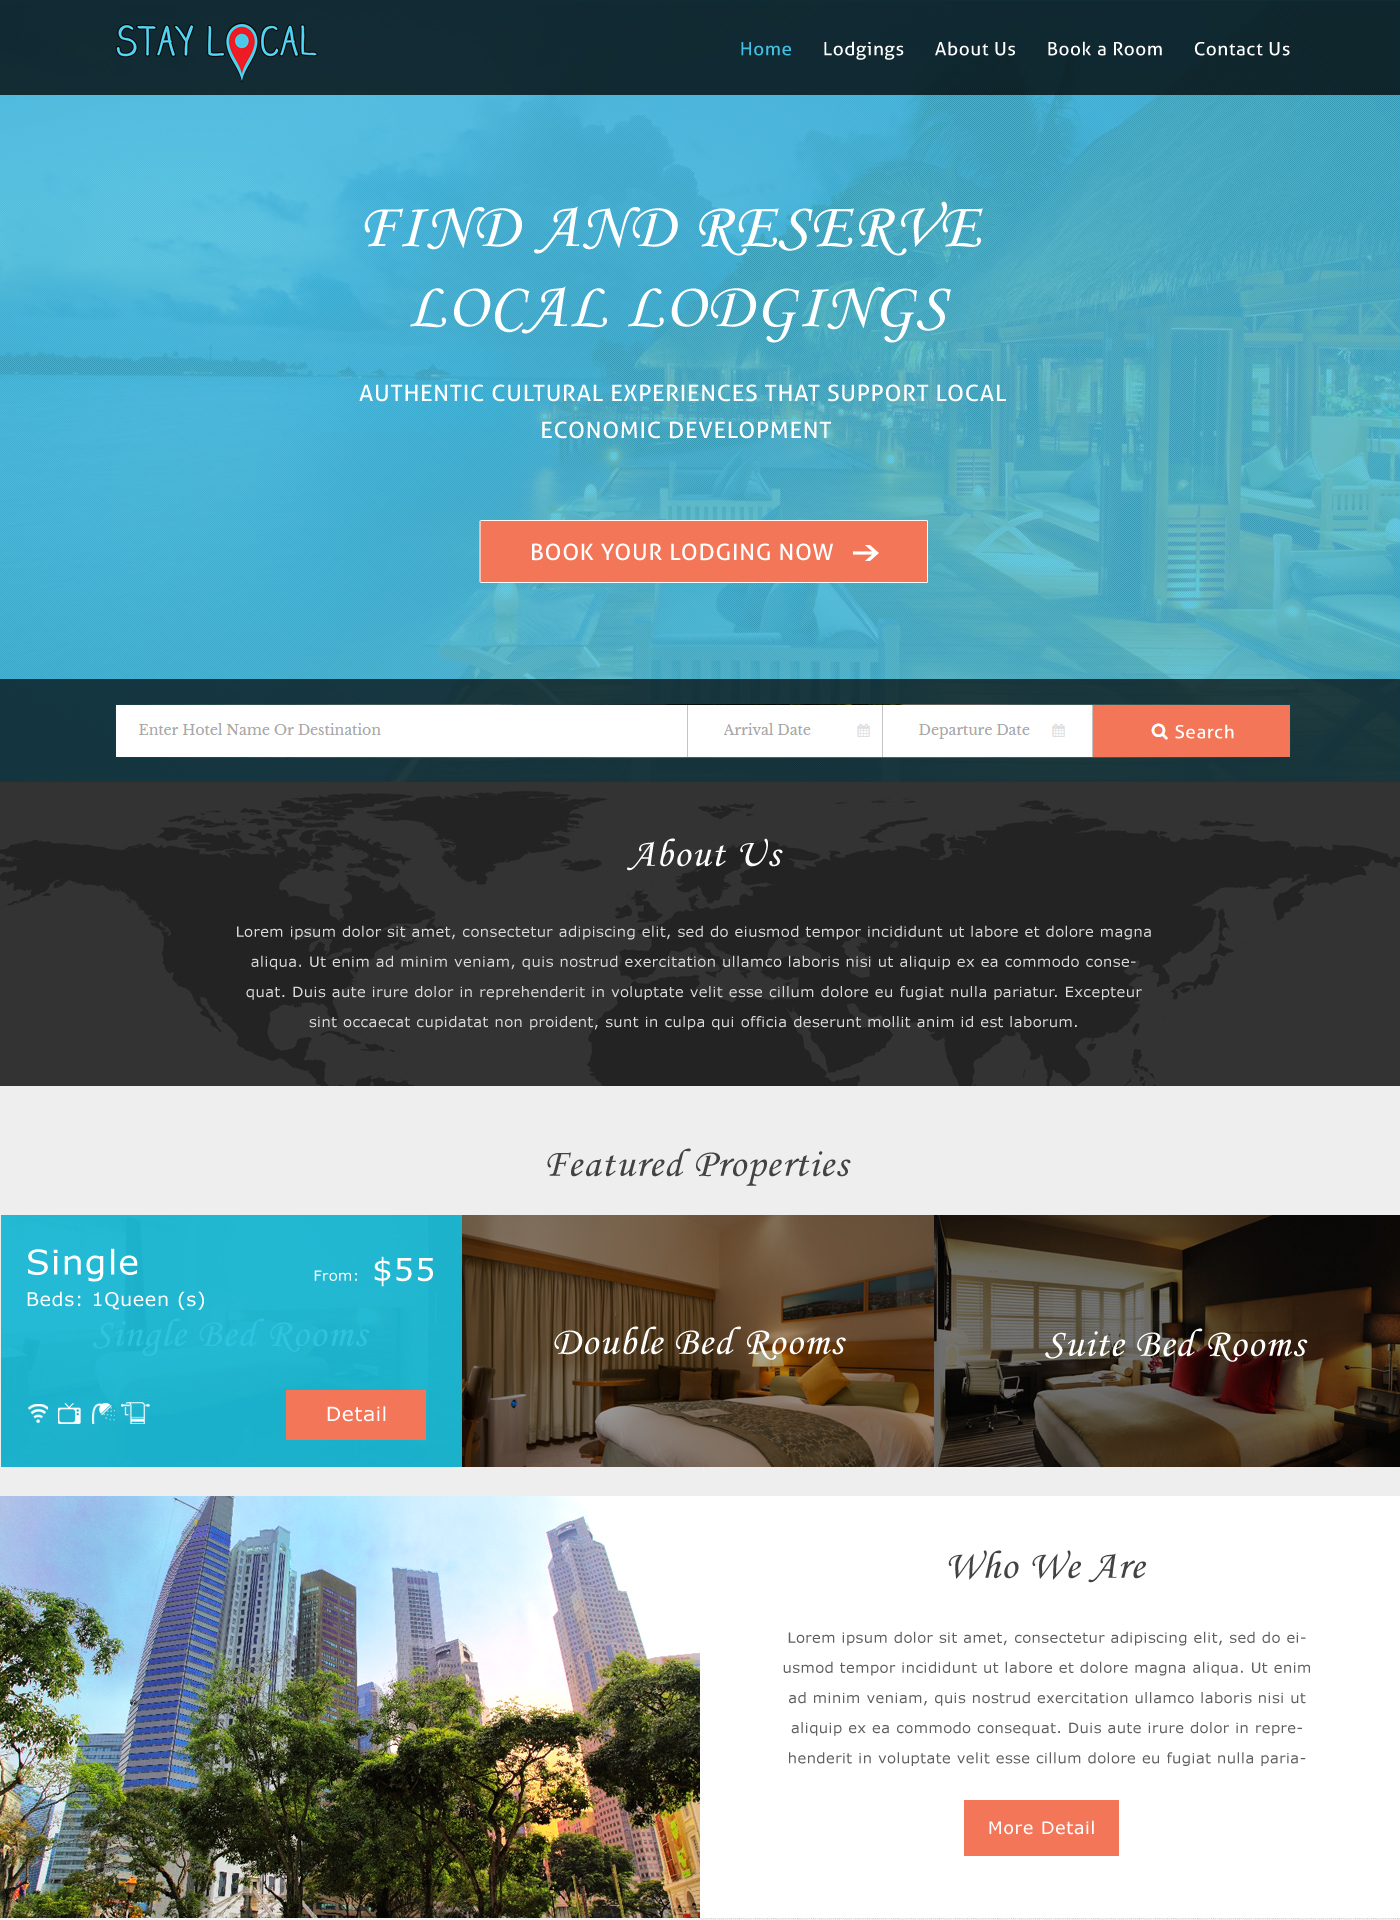 STAY LOCAL
Home Lodgings About Us Book a Room Contact Us
FIND AND RESERVE
LOCAL LODGINGS
AUTHENTIC CULTURAL EXPERIENCES THAT SUPPORT LOCAL
ECONOMIC DEVELOPMENT
BOOK YOUR LODGING NOW
Enter Hotel Name Or Destination Arrival Date Departure Date Search
About Us
Lorem ipsum dolor sit amet, consectetur adipiscing elit, sed do eiusmod tempor incididunt ut labore et dolore magna
aliqua. Ut enim ad minim veniam, quis nostrud exercitation ullamco laboris nisi ut aliquip ex ea commodo conse-
quat. Duis aute irure dolor in reprehenderit in voluptate velit esse cillum dolore eu fugiat nulla pariatur. Excepteur
sint occaecat cupidatat non proident, sunt in culpa qui officia deserunt mollit anim id est laborum.
Featured Properties
Single
From: $55
Beds: 1Queen (s)
Single Bed Rooms
Detail
Double Bed Rooms
Suite Bed Rooms
Who We Are
Lorem ipsum dolor sit amet, consectetur adipiscing elit, sed do ei-
usmod tempor incididunt ut labore et dolore magna aliqua. Ut enim
ad minim veniam, quis nostrud exercitation ullamco laboris nisi ut
aliquip ex ea commodo consequat. Duis aute irure dolor in repre-
henderit in voluptate velit esse cillum dolore eu fugiat nulla paria-
More Detail